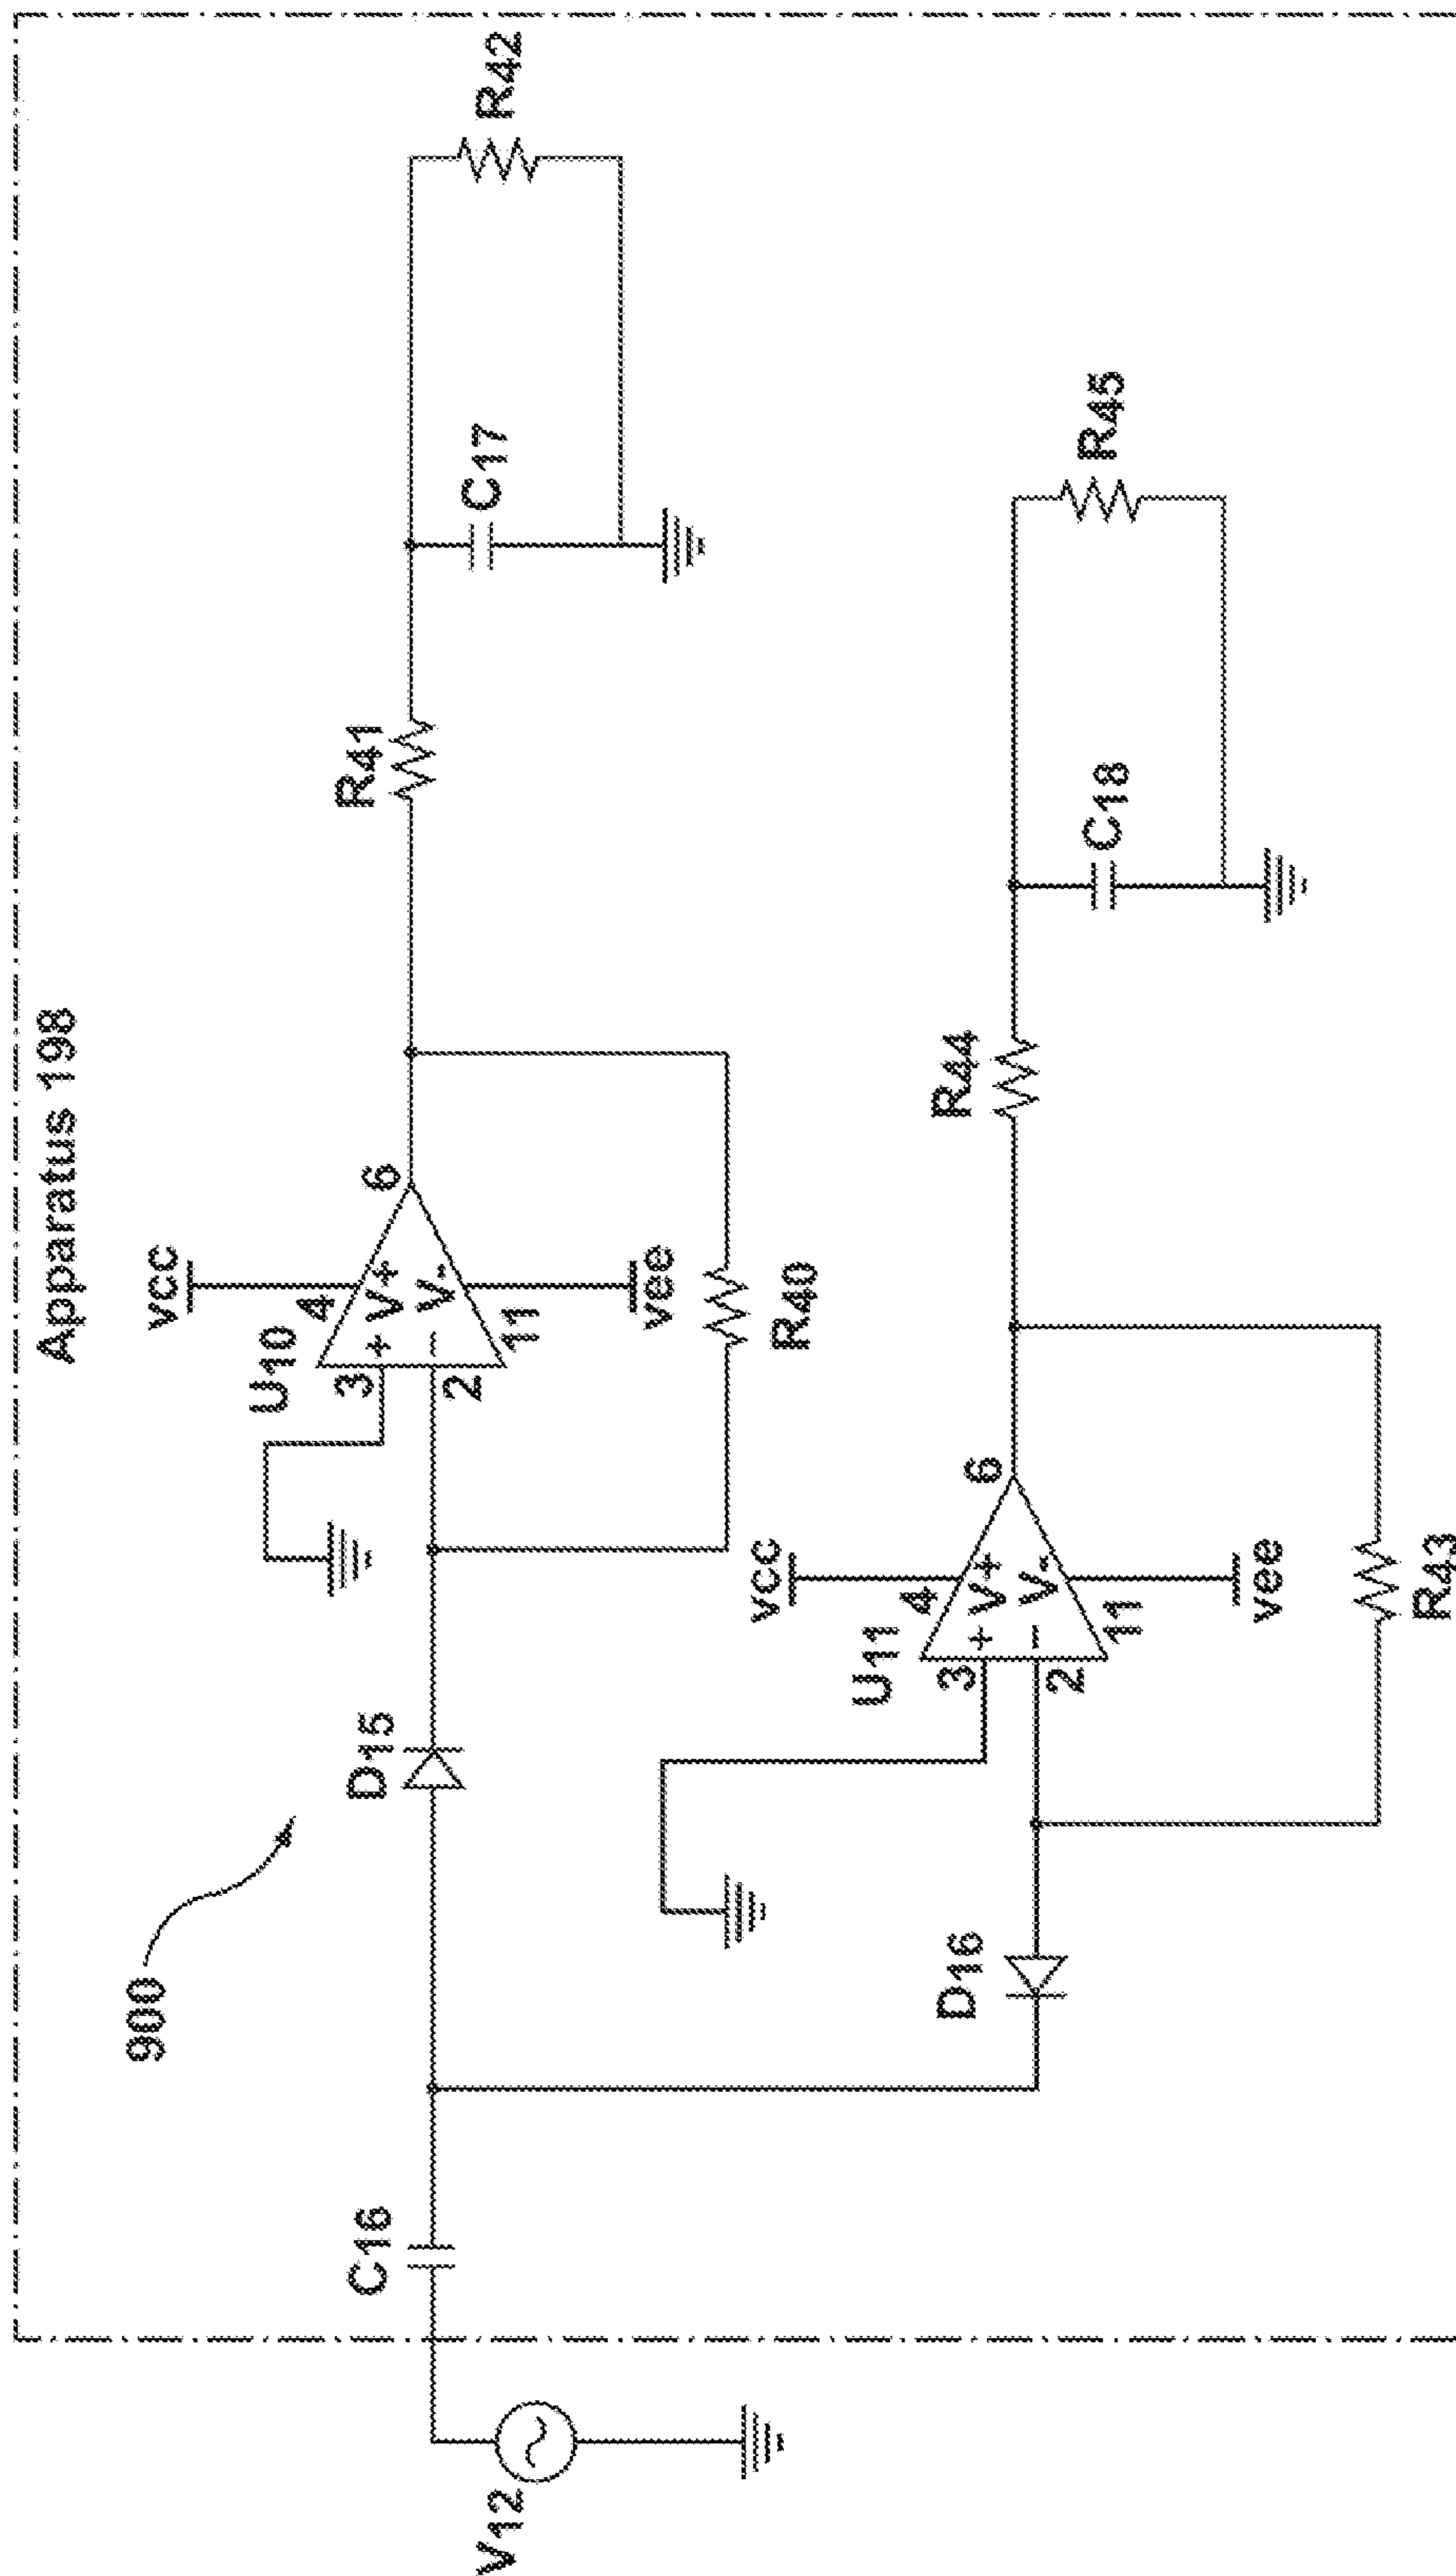 Apparatus 198
900
V12
C16
D15
U10
3
2
4
11
6
+
−
V+
V-
vcc
vee
R40
R41
C17
R42
D16
U11
3
2
4
11
6
+
−
V+
V-
vcc
vee
R43
R44
C18
R45